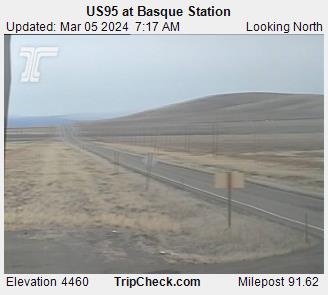 US95 at Basque Station
Updated: Mar 05 2024 7:17 AM Looking North
Elevation 4460 TripCheck.com Milepost 91.62